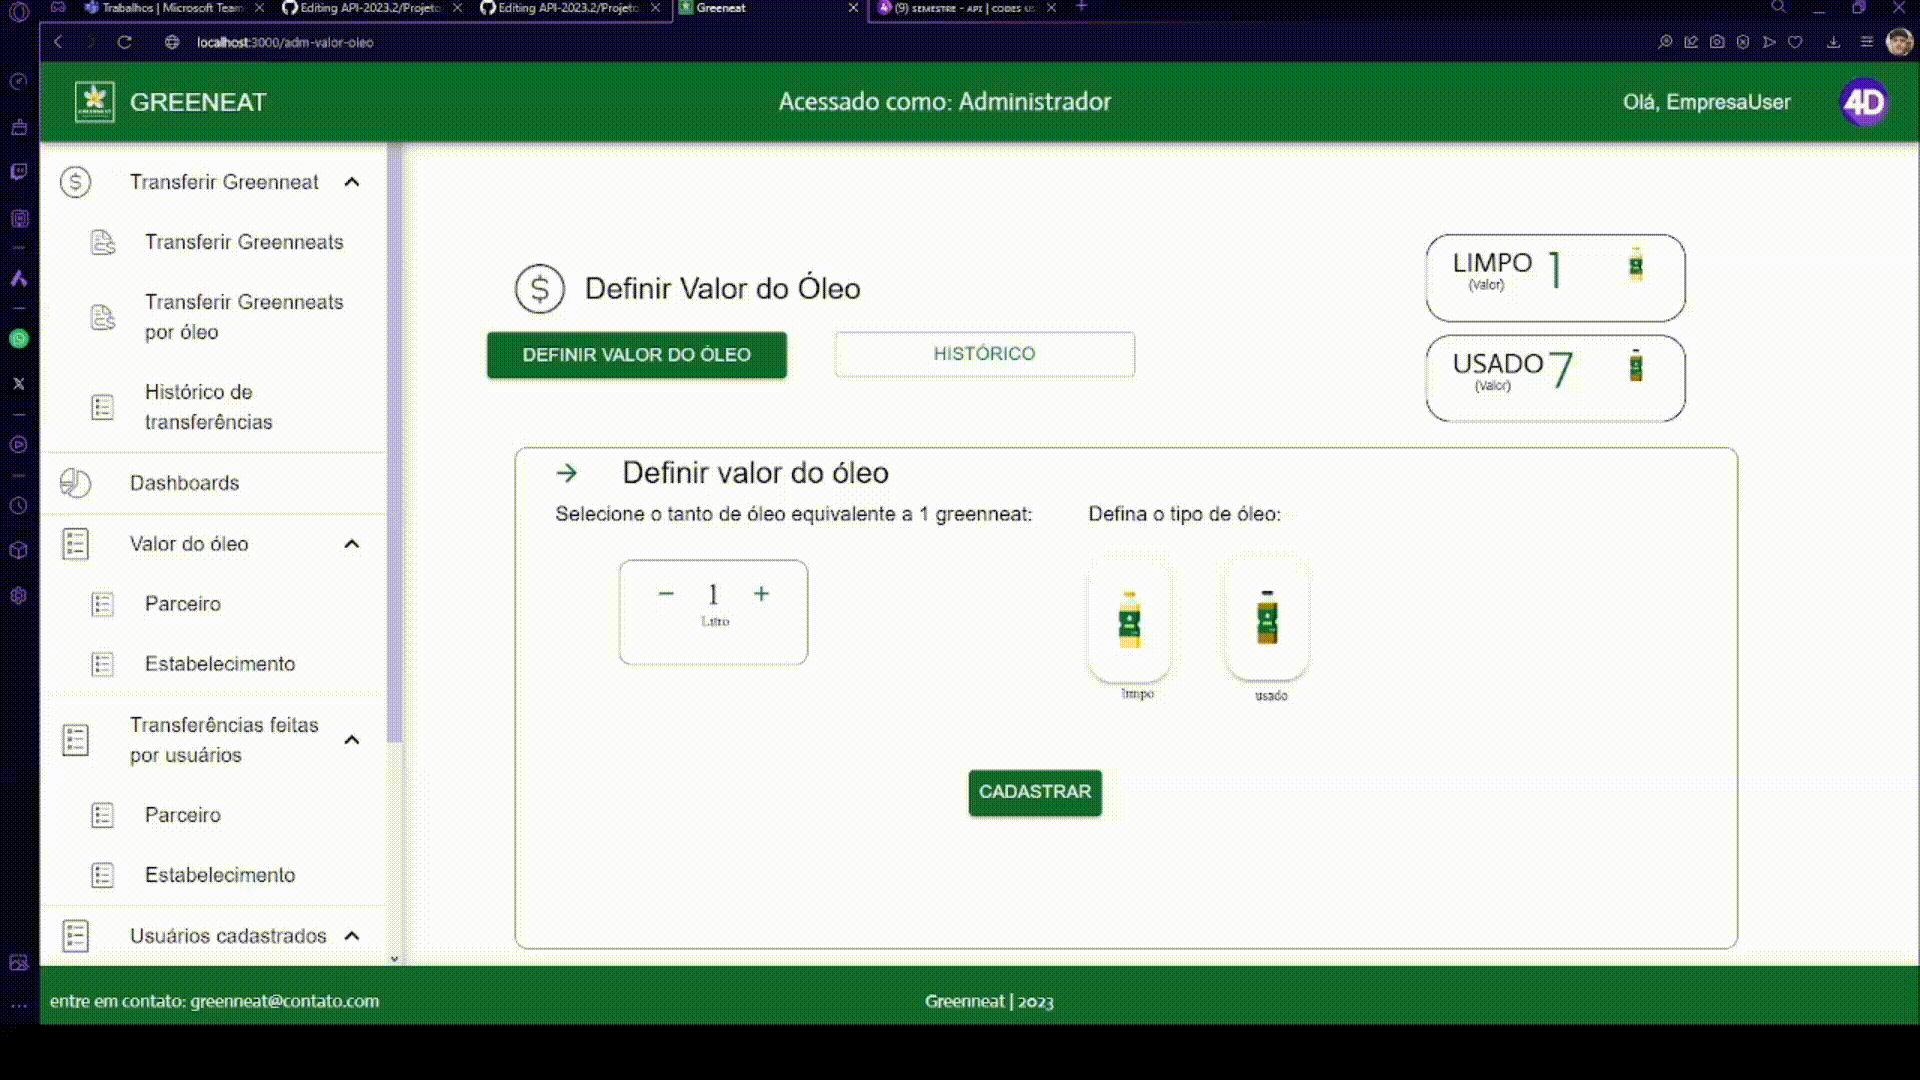 Trabalhos | Microsoft Team
Editing API-2023.2/Projeto
Editing API-2023.2/Projeto
Greeneat
(9) SEMESTRE - API | CODES
localhost:3000/adm-valor-oleo
GREENEAT
Acessado como: Administrador
Olá, EmpresaUser
4D
Transferir Greenneat
Transferir Greenneats
Transferir Greenneats
por óleo
Histórico de
transferências
Dashboards
Valor do óleo
Parceiro
Estabelecimento
Transferências feitas
por usuários
Parceiro
Estabelecimento
Usuários cadastrados
Definir Valor do Óleo
DEFINIR VALOR DO ÓLEO
HISTÓRICO
LIMPO 1
(Valor)
USADO 7
(Valor)
Definir valor do óleo
Selecione o tanto de óleo equivalente a 1 greenneat:
Defina o tipo de óleo:
− 1 +
Litro
limpo
usado
CADASTRAR
entre em contato: greenneat@contato.com
Greenneat | 2023